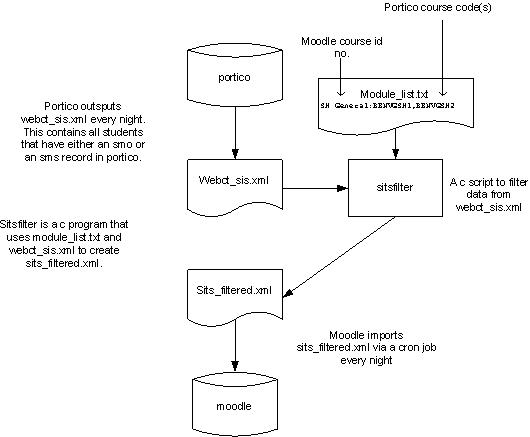 Portico course code(s)
Moodle course id
no.
portico
Module_list.txt
SH General:BENVGSH1,BENVGSH2
Portico outsputs
webct_sis.xml every night.
This contains all students
that have either an smo or
an sms record in portico.
Webct_sis.xml
sitsfilter
A c script to filter
data from
webct_sis.xml
Sitsfilter is a c program that
uses module_list.txt and
webct_sis.xml to create
sits_filtered.xml.
Sits_filtered.xml
Moodle imports
sits_filtered.xml via a cron job
every night
moodle